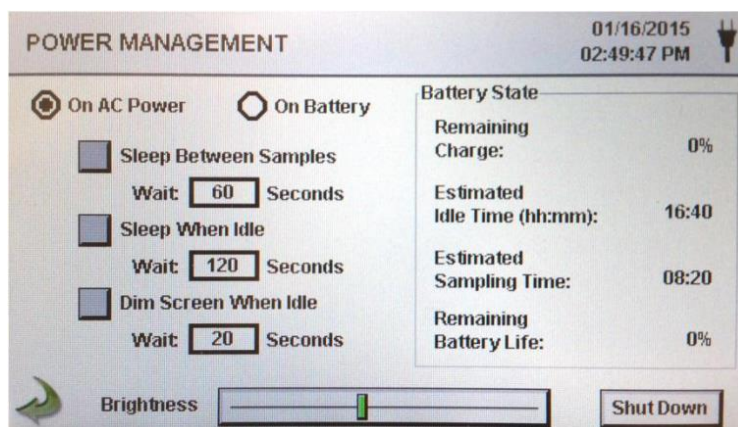 POWER MANAGEMENT
01/16/2015
02:49:47 PM
On AC Power
On Battery
Sleep Between Samples
Wait: 60 Seconds
Sleep When Idle
Wait: 120 Seconds
Dim Screen When Idle
Wait: 20 Seconds
Battery State
Remaining
Charge: 0%
Estimated
Idle Time (hh:mm): 16:40
Estimated
Sampling Time: 08:20
Remaining
Battery Life: 0%
Brightness
Shut Down